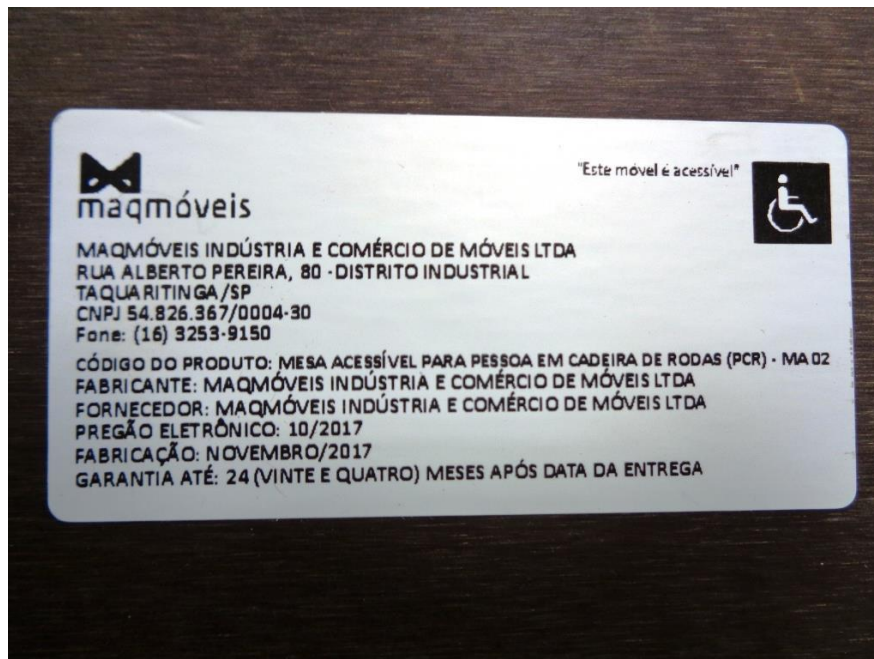 maqmóveis
"Este móvel é acessível"
MAQMÓVEIS INDÚSTRIA E COMÉRCIO DE MÓVEIS LTDA
RUA ALBERTO PEREIRA, 80 - DISTRITO INDUSTRIAL
TAQUARITINGA/SP
CNPJ 54.826.367/0004-30
Fone: (16) 3253-9150
CÓDIGO DO PRODUTO: MESA ACESSÍVEL PARA PESSOA EM CADEIRA DE RODAS (PCR) - MA 02
FABRICANTE: MAQMÓVEIS INDÚSTRIA E COMÉRCIO DE MÓVEIS LTDA
FORNECEDOR: MAQMÓVEIS INDÚSTRIA E COMÉRCIO DE MÓVEIS LTDA
PREGÃO ELETRÔNICO: 10/2017
FABRICAÇÃO: NOVEMBRO/2017
GARANTIA ATÉ: 24 (VINTE E QUATRO) MESES APÓS DATA DA ENTREGA